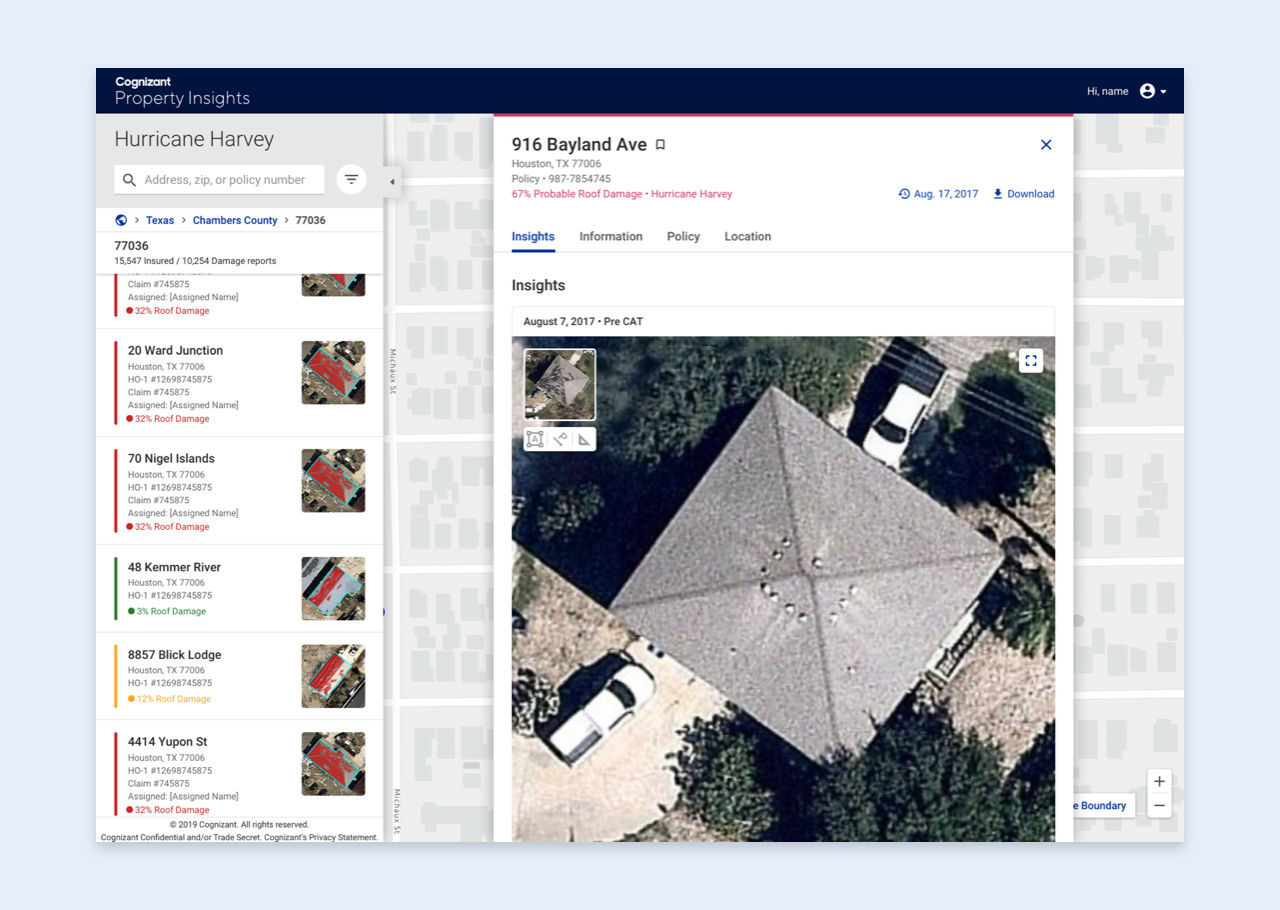 Cognizant
Property Insights
Hi, name
Hurricane Harvey
Address, zip, or policy number
Texas > Chambers County > 77036
77036
15,547 Insured / 10,254 Damage reports
Claim #745875
Assigned: [Assigned Name]
32% Roof Damage
20 Ward Junction
Houston, TX 77006
HO-1 #12698745875
Claim #745875
Assigned: [Assigned Name]
32% Roof Damage
70 Nigel Islands
Houston, TX 77006
HO-1 #12698745875
Claim #745875
Assigned: [Assigned Name]
32% Roof Damage
48 Kemmer River
Houston, TX 77006
HO-1 #12698745875
3% Roof Damage
8857 Blick Lodge
Houston, TX 77006
HO-1 #12698745875
12% Roof Damage
4414 Yupon St
Houston, TX 77006
HO-1 #12698745875
Claim #745875
Assigned: [Assigned Name]
32% Roof Damage
© 2019 Cognizant. All rights reserved.
Cognizant Confidential and/or Trade Secret. Cognizant's Privacy Statement.
Michaux St
Michaux St
916 Bayland Ave
Houston, TX 77006
Policy • 987-7854745
67% Probable Roof Damage • Hurricane Harvey
Aug. 17, 2017
Download
Insights
Information
Policy
Location
Insights
August 7, 2017 • Pre CAT
A
e Boundary
+
−